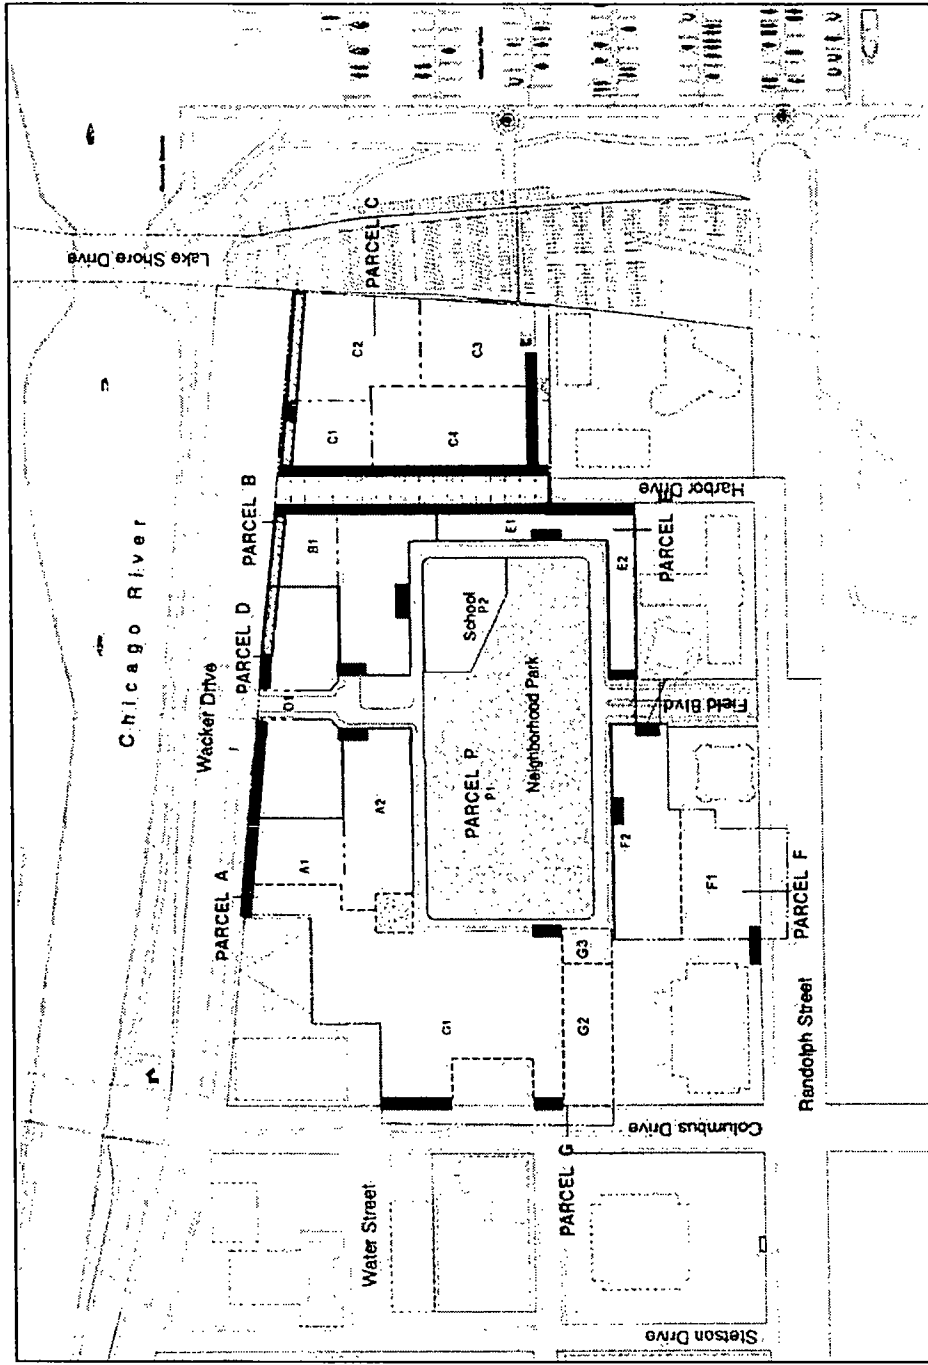 Chicago River
Lake Shore Drive
Wacker Drive
PARCEL A
PARCEL D
PARCEL B
PARCEL C
A1
D1
B1
C1
C2
A2
C4
C3
G1
PARCEL P
P1
School
P2
Neighborhood Park
E1
E2
PARCEL E
Harbor Drive
Water Street
G2
G3
F2
Field Blvd.
PARCEL G
F1
PARCEL F
Columbus Drive
Stetson Drive
Randolph Street